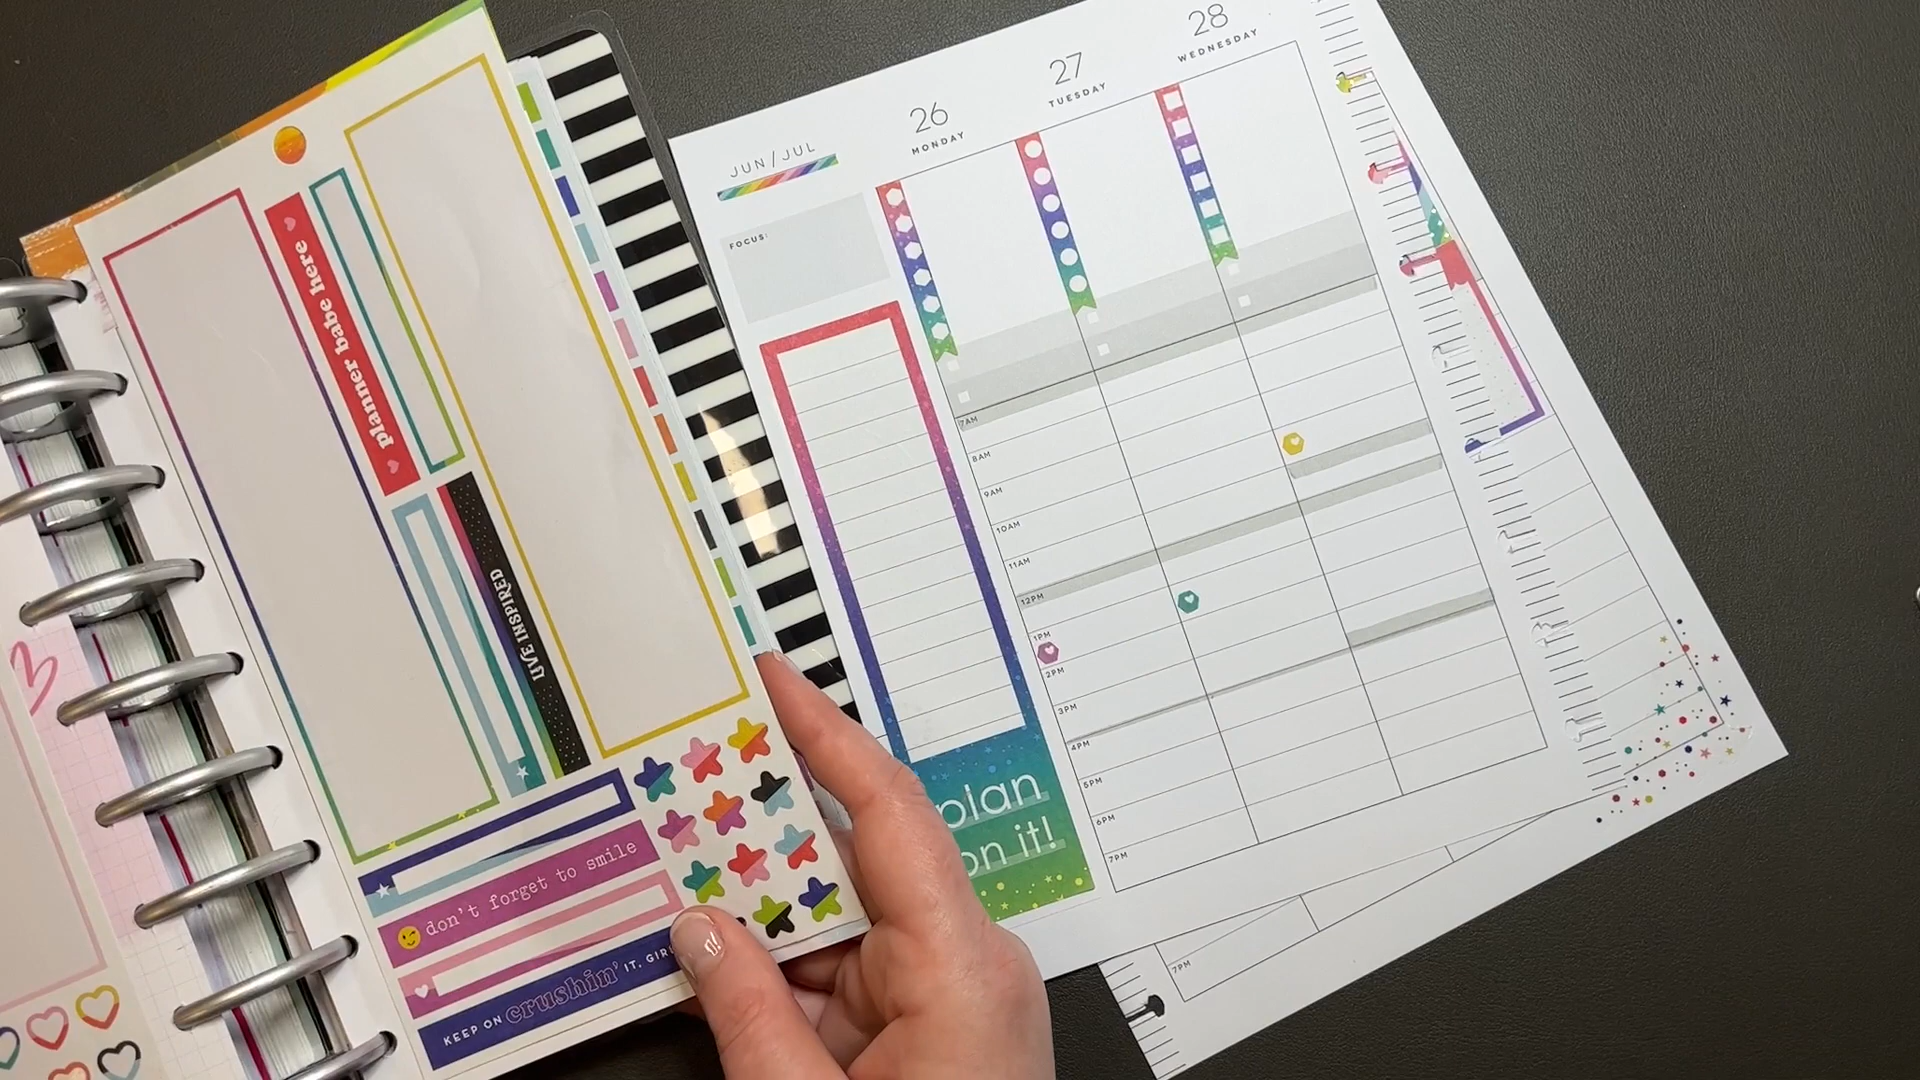 planner babe here
LIVE INSPIRED
don't forget to smile
KEEP ON crushin' IT, GIRL
JUN/JUL
FOCUS:
26
MONDAY
27
TUESDAY
28
WEDNESDAY
7AM
8AM
9AM
10AM
11AM
12PM
1PM
2PM
3PM
4PM
5PM
6PM
7PM
plan
on it!
7PM